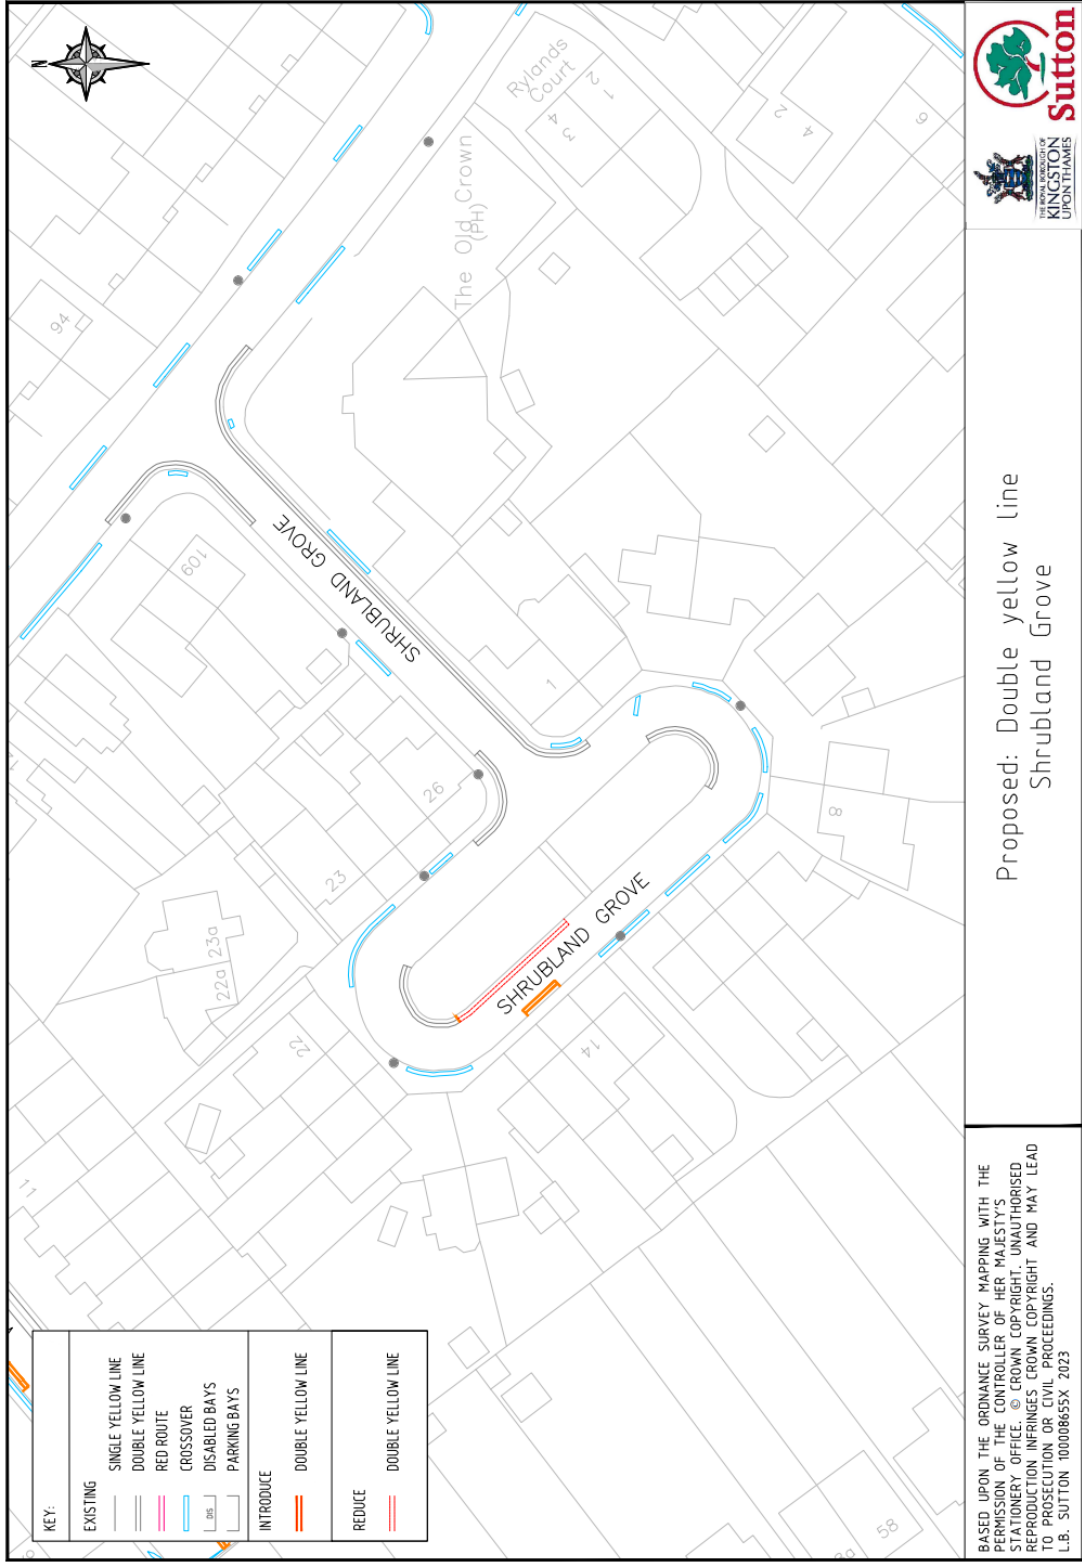 KEY:
EXISTING
SINGLE YELLOW LINE
DOUBLE YELLOW LINE
RED ROUTE
CROSSOVER
DIS DISABLED BAYS
PARKING BAYS
INTRODUCE
DOUBLE YELLOW LINE
REDUCE
DOUBLE YELLOW LINE
N
11
22a
23a
22
23
26
109
94
SHRUBLAND GROVE
SHRUBLAND GROVE
The Old Crown
(PH)
Rylands
Court
1
2
3
4
2
4
6
1
8
14
58
BASED UPON THE ORDNANCE SURVEY MAPPING WITH THE
PERMISSION OF THE CONTROLLER OF HER MAJESTY'S
STATIONERY OFFICE. © CROWN COPYRIGHT. UNAUTHORISED
REPRODUCTION INFRINGES CROWN COPYRIGHT AND MAY LEAD
TO PROSECUTION OR CIVIL PROCEEDINGS.
L.B. SUTTON 100008655X 2023
Proposed: Double yellow line
Shrubland Grove
THE ROYAL BOROUGH OF
KINGSTON
UPON THAMES
Sutton